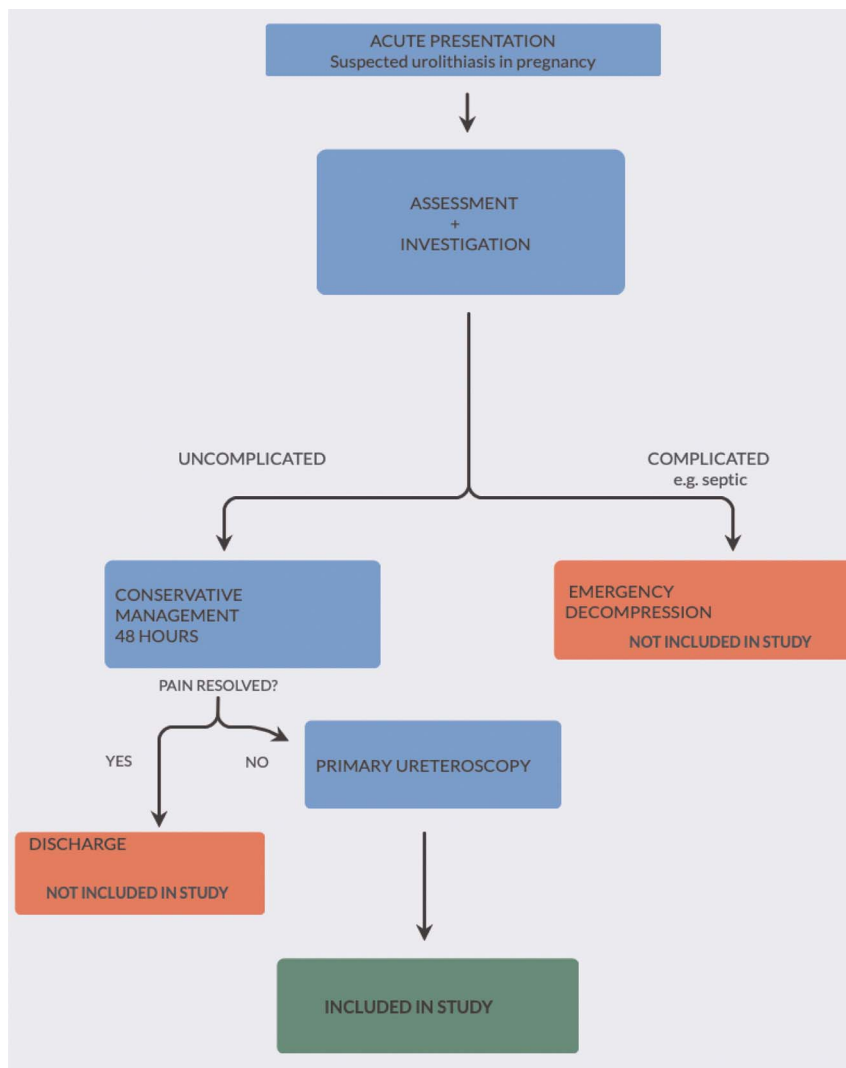 ACUTE PRESENTATION
Suspected urolithiasis in pregnancy
ASSESSMENT
+
INVESTIGATION
UNCOMPLICATED
COMPLICATED
e.g. septic
CONSERVATIVE
MANAGEMENT
48 HOURS
EMERGENCY
DECOMPRESSION
NOT INCLUDED IN STUDY
PAIN RESOLVED?
YES
NO
PRIMARY URETEROSCOPY
DISCHARGE
NOT INCLUDED IN STUDY
INCLUDED IN STUDY